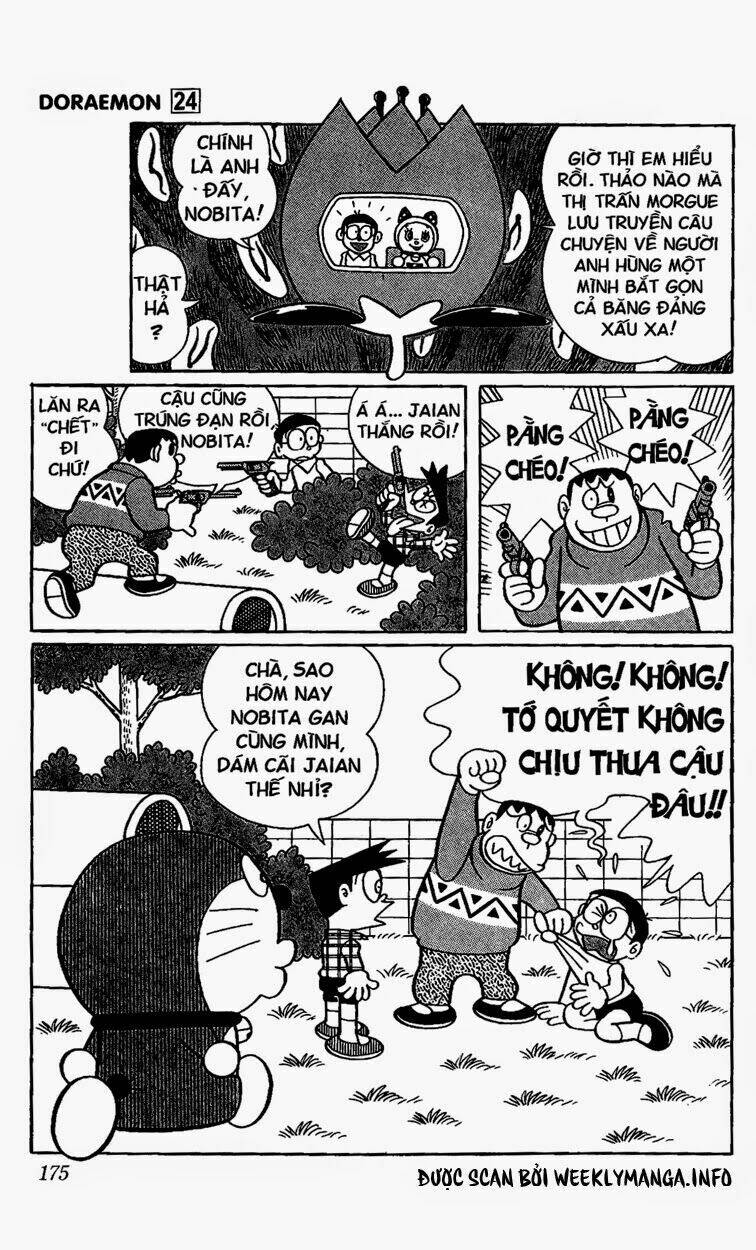 DORAEMON 24
CHÍNH
LÀ ANH
ĐẤY,
NOBITA!
THẬT
HẢ
?
GIỜ THÌ EM HIỂU
RỒI. THẢO NÀO MÀ
THỊ TRẤN MORGUE
LƯU TRUYỀN CÂU
CHUYỆN VỀ NGƯỜI
ANH HÙNG MỘT
MÌNH BẮT GỌN
CẢ BĂNG ĐẢNG
XẤU XA!
LĂN RA
"CHẾT"
ĐI
CHỨ!
CẬU CŨNG
TRÚNG ĐẠN RỒI,
NOBITA!
Á Á... JAIAN
THẮNG RỒI!
PẰNG
CHÉO!
PẰNG
CHÉO!
CHÀ, SAO
HÔM NAY
NOBITA GAN
CÙNG MÌNH,
DÁM CÃI JAIAN
THẾ NHỈ?
KHÔNG! KHÔNG!
TỚ QUYẾT KHÔNG
CHỊU THUA CẬU
ĐÂU!!
175
ĐƯỢC SCAN BỞI WEEKLYMANGA.INFO